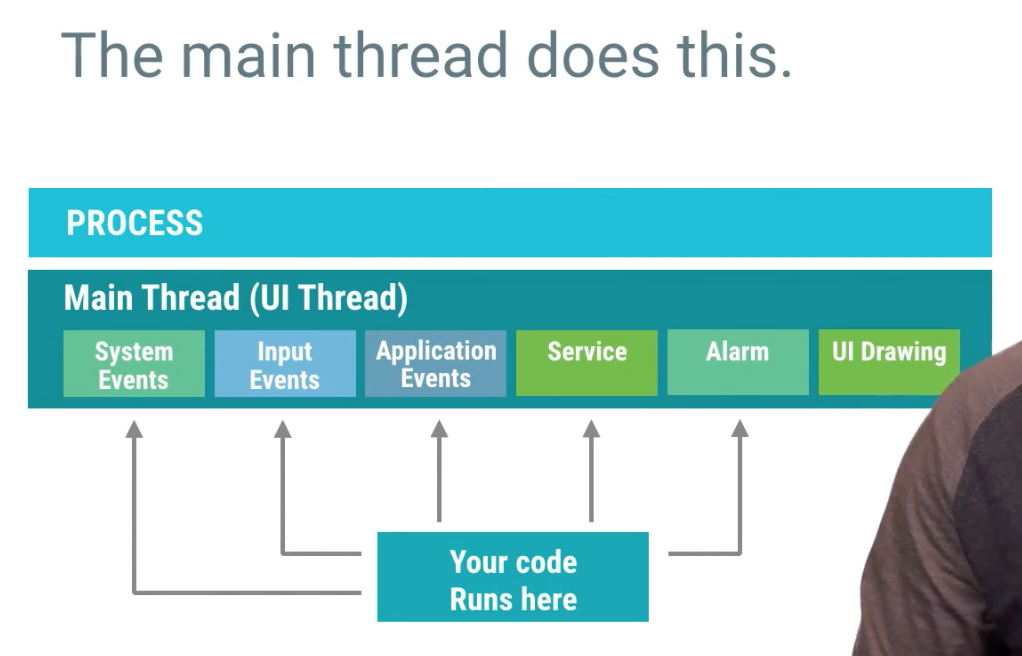 The main thread does this.
PROCESS
Main Thread (UI Thread)
System
Events
Input
Events
Application
Events
Service
Alarm
UI Drawing
Your code
Runs here